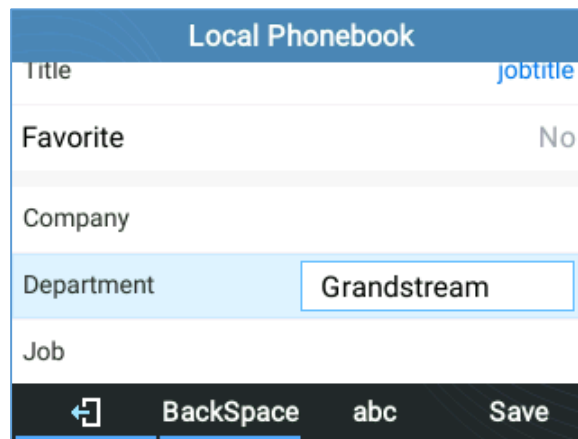 Local Phonebook
Title jobtitle
Favorite No
Company
Department Grandstream
Job
BackSpace abc Save